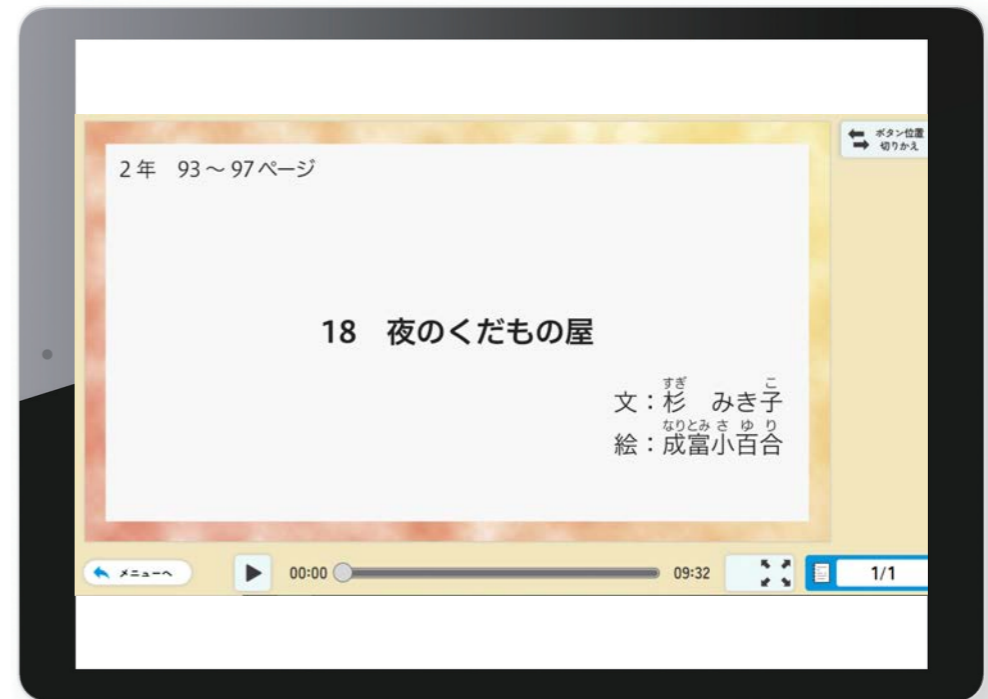 ボタン位置
切りかえ
2年 93～97ページ
18 夜のくだもの屋
文：杉 みき子
すぎ こ
絵：成富小百合
なりとみ さ ゆ り
メニューへ
00:00
09:32
1/1